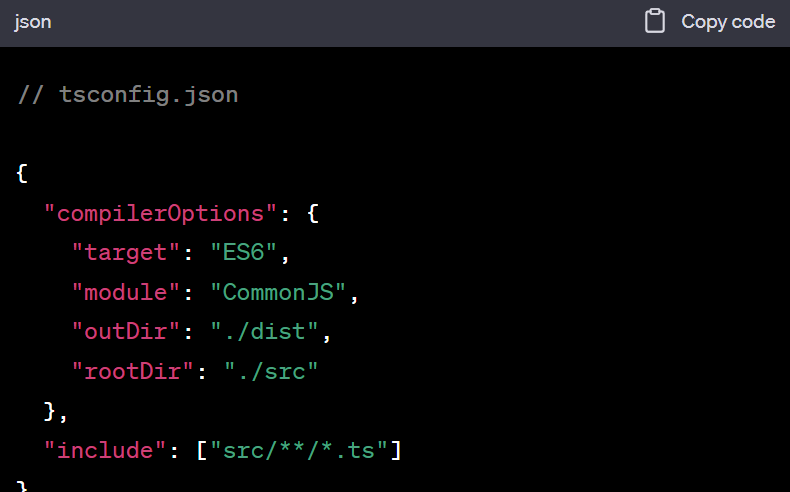 json
Copy code
// tsconfig.json
{
  "compilerOptions": {
    "target": "ES6",
    "module": "CommonJS",
    "outDir": "./dist",
    "rootDir": "./src"
  },
  "include": ["src/**/*.ts"]
}